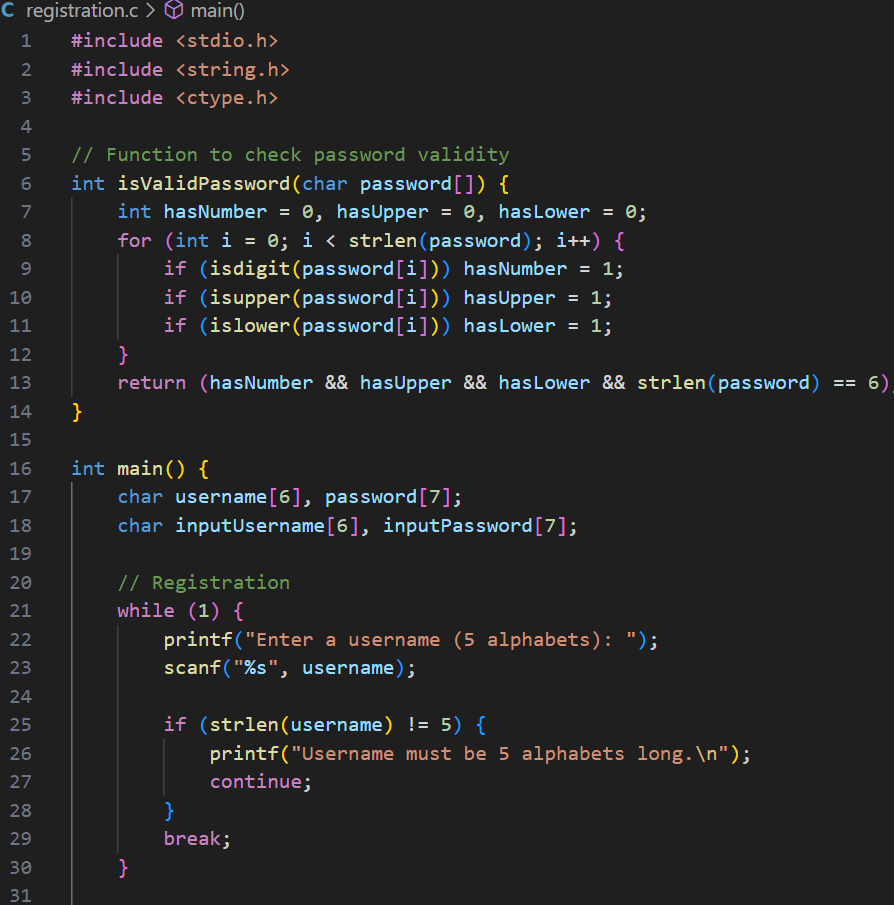 C registration.c > main()
1 #include <stdio.h>
2 #include <string.h>
3 #include <ctype.h>
4
5 // Function to check password validity
6 int isValidPassword(char password[]) {
7     int hasNumber = 0, hasUpper = 0, hasLower = 0;
8     for (int i = 0; i < strlen(password); i++) {
9         if (isdigit(password[i])) hasNumber = 1;
10         if (isupper(password[i])) hasUpper = 1;
11         if (islower(password[i])) hasLower = 1;
12     }
13     return (hasNumber && hasUpper && hasLower && strlen(password) == 6);
14 }
15
16 int main() {
17     char username[6], password[7];
18     char inputUsername[6], inputPassword[7];
19
20     // Registration
21     while (1) {
22         printf("Enter a username (5 alphabets): ");
23         scanf("%s", username);
24
25         if (strlen(username) != 5) {
26             printf("Username must be 5 alphabets long.\n");
27             continue;
28         }
29         break;
30     }
31